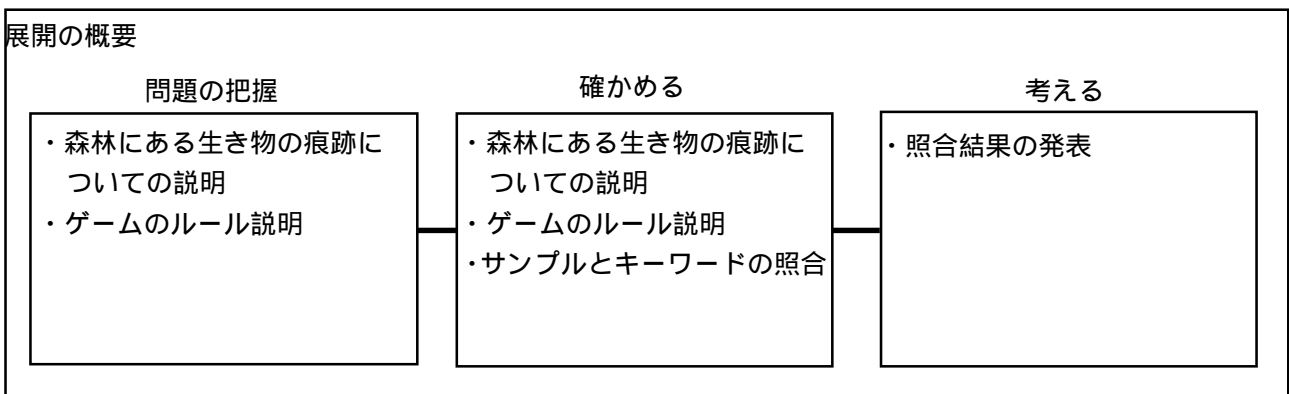 展開の概要
問題の把握
・森林にある生き物の痕跡に
ついての説明
・ゲームのルール説明
確かめる
・森林にある生き物の痕跡に
ついての説明
・ゲームのルール説明
・サンプルとキーワードの照合
考える
・照合結果の発表